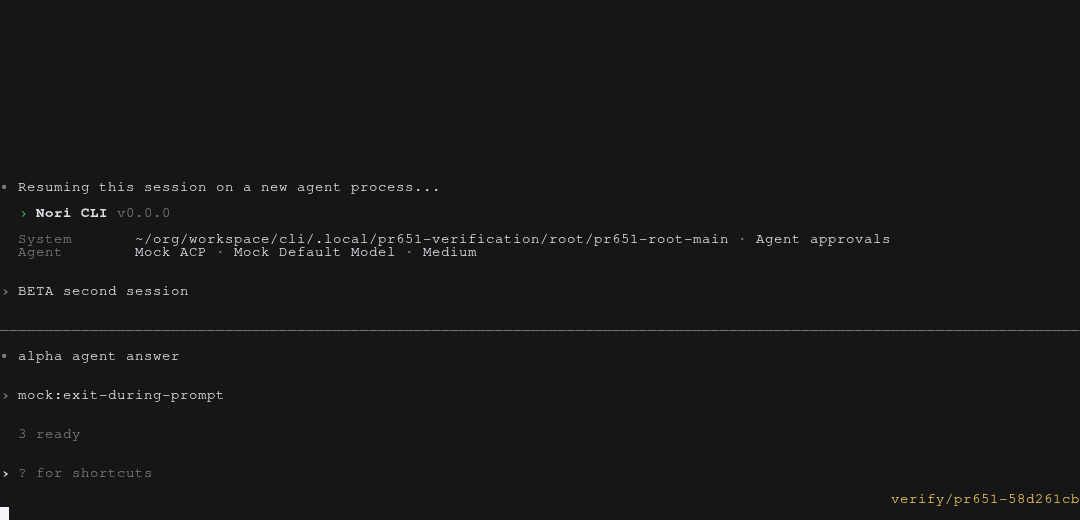 • Resuming this session on a new agent process...
› Nori CLI v0.0.0
System ~/org/workspace/cli/.local/pr651-verification/root/pr651-root-main · Agent approvals
Agent Mock ACP · Mock Default Model · Medium
› BETA second session
• alpha agent answer
› mock:exit-during-prompt
3 ready
› ? for shortcuts
verify/pr651-58d261cb